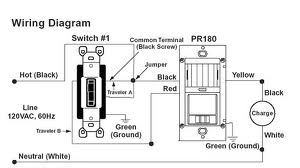 Wiring Diagram
Switch #1
Common Terminal
(Black Screw)
PR180
Hot (Black)
Jumper
Black
Yellow
Traveler A
Red
Black
Line
120VAC, 60Hz
Charge
Traveler B
Green
(Ground)
Green
(Ground)
White
Neutral (White)